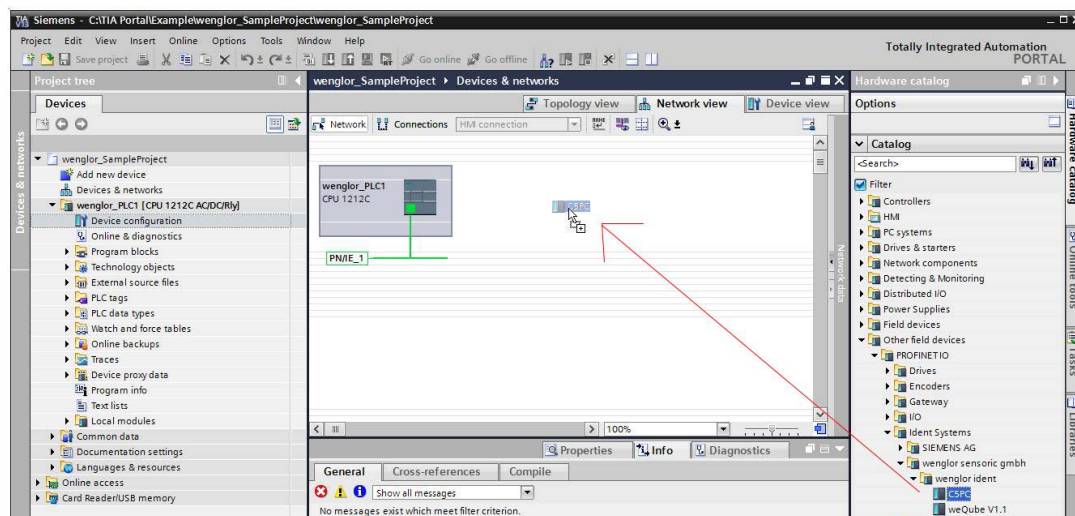 Siemens - C:\TIA Portal\Example\wenglor_SampleProject\wenglor_SampleProject
Project Edit View Insert Online Options Tools Window Help
Totally Integrated Automation
PORTAL
Save project Go online Go offline
Project tree
Devices
Devices & networks
wenglor_SampleProject
Add new device
Devices & networks
wenglor_PLC1 [CPU 1212C AC/DC/Rly]
Device configuration
Online & diagnostics
Program blocks
Technology objects
External source files
PLC tags
PLC data types
Watch and force tables
Online backups
Traces
Device proxy data
Program info
Text lists
Local modules
Common data
Documentation settings
Languages & resources
Online access
Card Reader/USB memory
wenglor_SampleProject Devices & networks
Topology view Network view Device view
Network Connections HMI connection
wenglor_PLC1
CPU 1212C
C5PC
PN/IE_1
Network data
100%
Properties Info Diagnostics
General Cross-references Compile
Show all messages
No messages exist which meet filter criterion.
Hardware catalog
Options
Catalog
<Search>
Filter
Controllers
HMI
PC systems
Drives & starters
Network components
Detecting & Monitoring
Distributed I/O
Power Supplies
Field devices
Other field devices
PROFINET IO
Drives
Encoders
Gateway
I/O
Ident Systems
SIEMENS AG
wenglor sensoric gmbh
wenglor ident
C5PC
weQube V1.1
Hardware catalog
Online tools
Tasks
Libraries